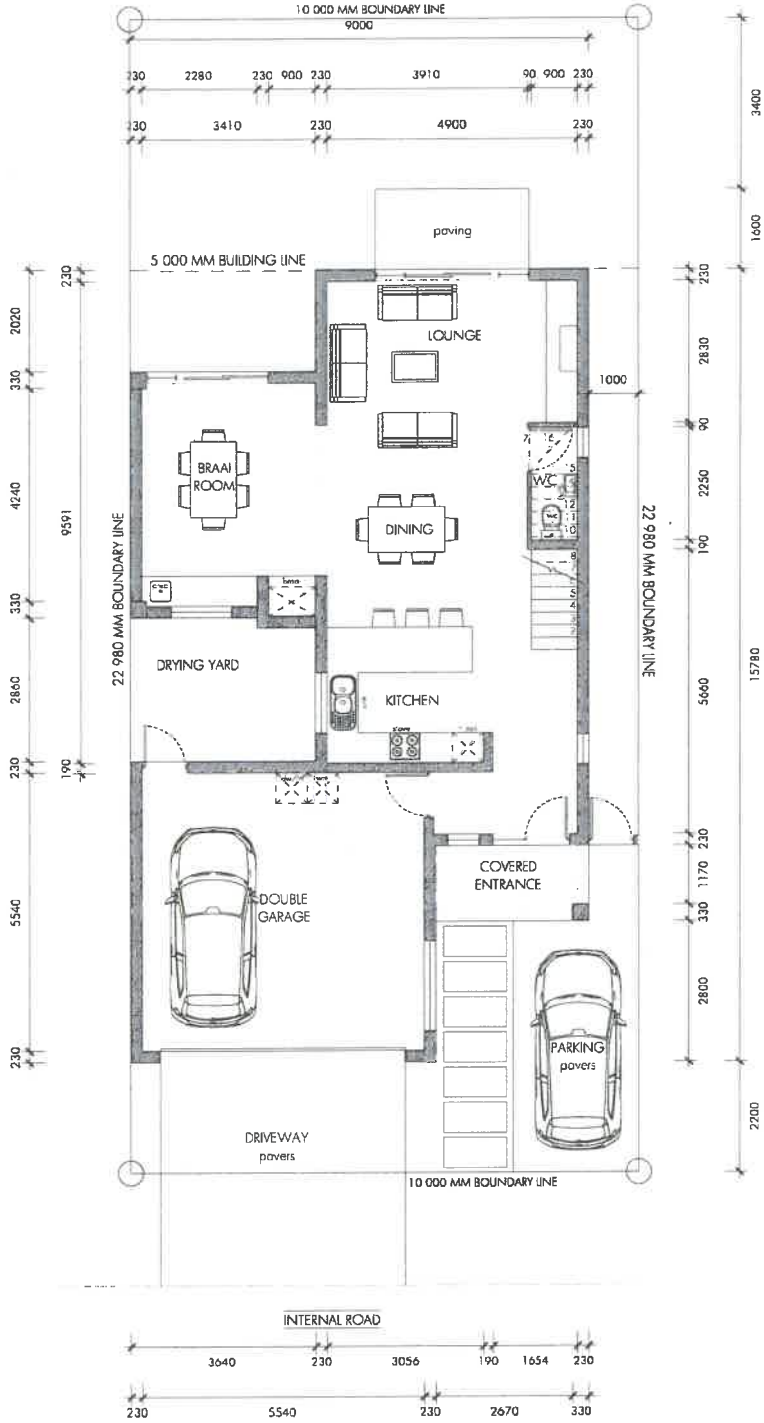 10 000 MM BOUNDARY LINE
9000
230 2280 230 900 230 3910 90 900 230
230 3410 230 4900 230
3400
1600
paving
5 000 MM BUILDING LINE
230
230
2020
330
4240
330
2860
230
5540
230
9591
190
LOUNGE
230
2830
90
2250
190
5660
230
1170
330
2800
15780
2200
1000
BRAAI
ROOM
WC
DINING
22 980 MM BOUNDARY LINE
22 980 MM BOUNDARY LINE
DRYING YARD
KITCHEN
stove
COVERED
ENTRANCE
DOUBLE
GARAGE
PARKING
pavers
DRIVEWAY
pavers
10 000 MM BOUNDARY LINE
INTERNAL ROAD
3640 230 3056 190 1654 230
230 5540 230 2670 330